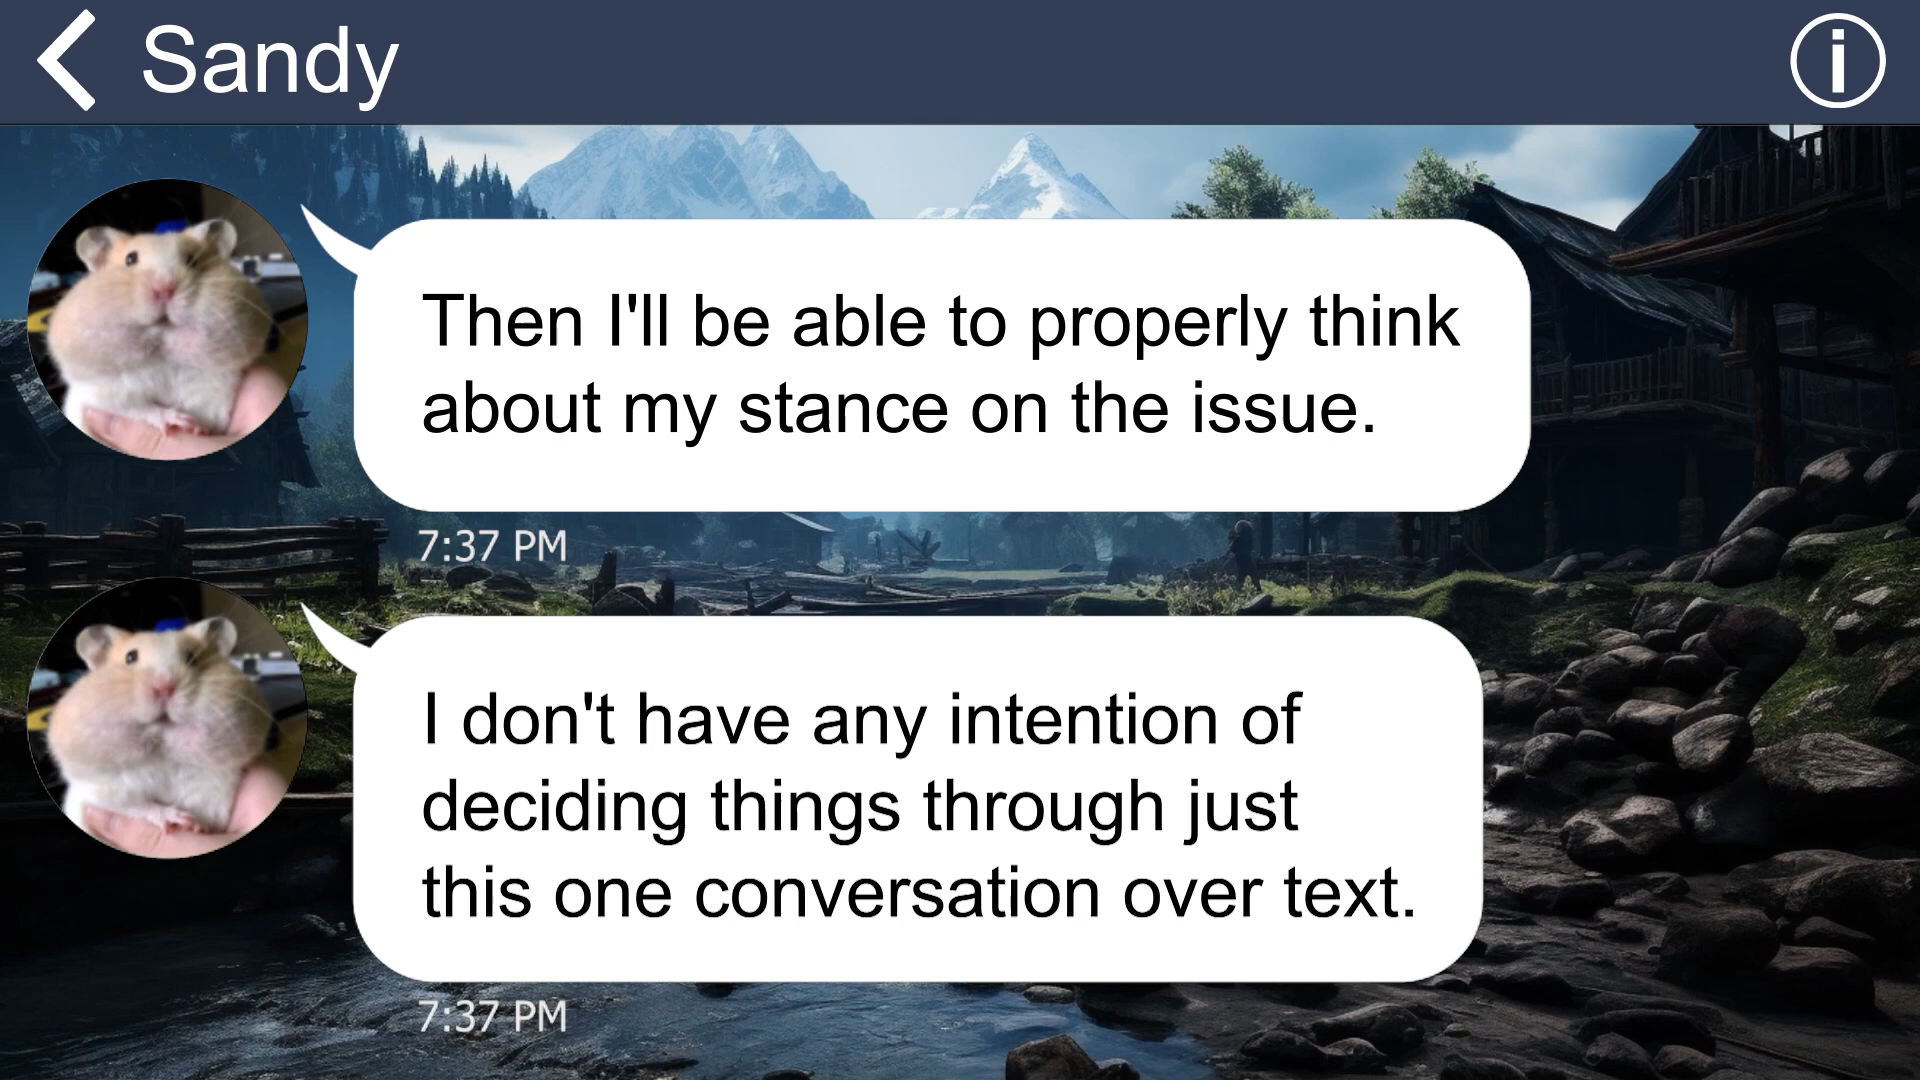 Sandy
Then I'll be able to properly think
about my stance on the issue.
7:37 PM
I don't have any intention of
deciding things through just
this one conversation over text.
7:37 PM